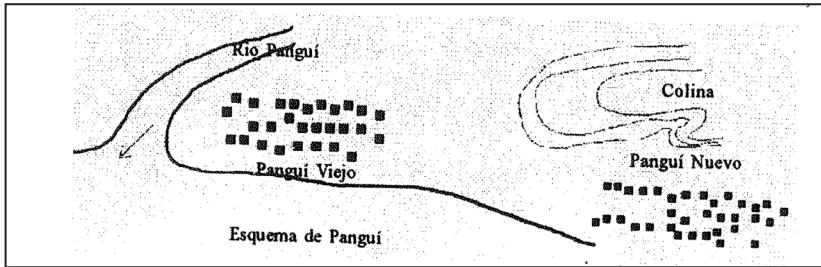 Río Panguí
Colina
Panguí Nuevo
Panguí Viejo
Esquema de Panguí